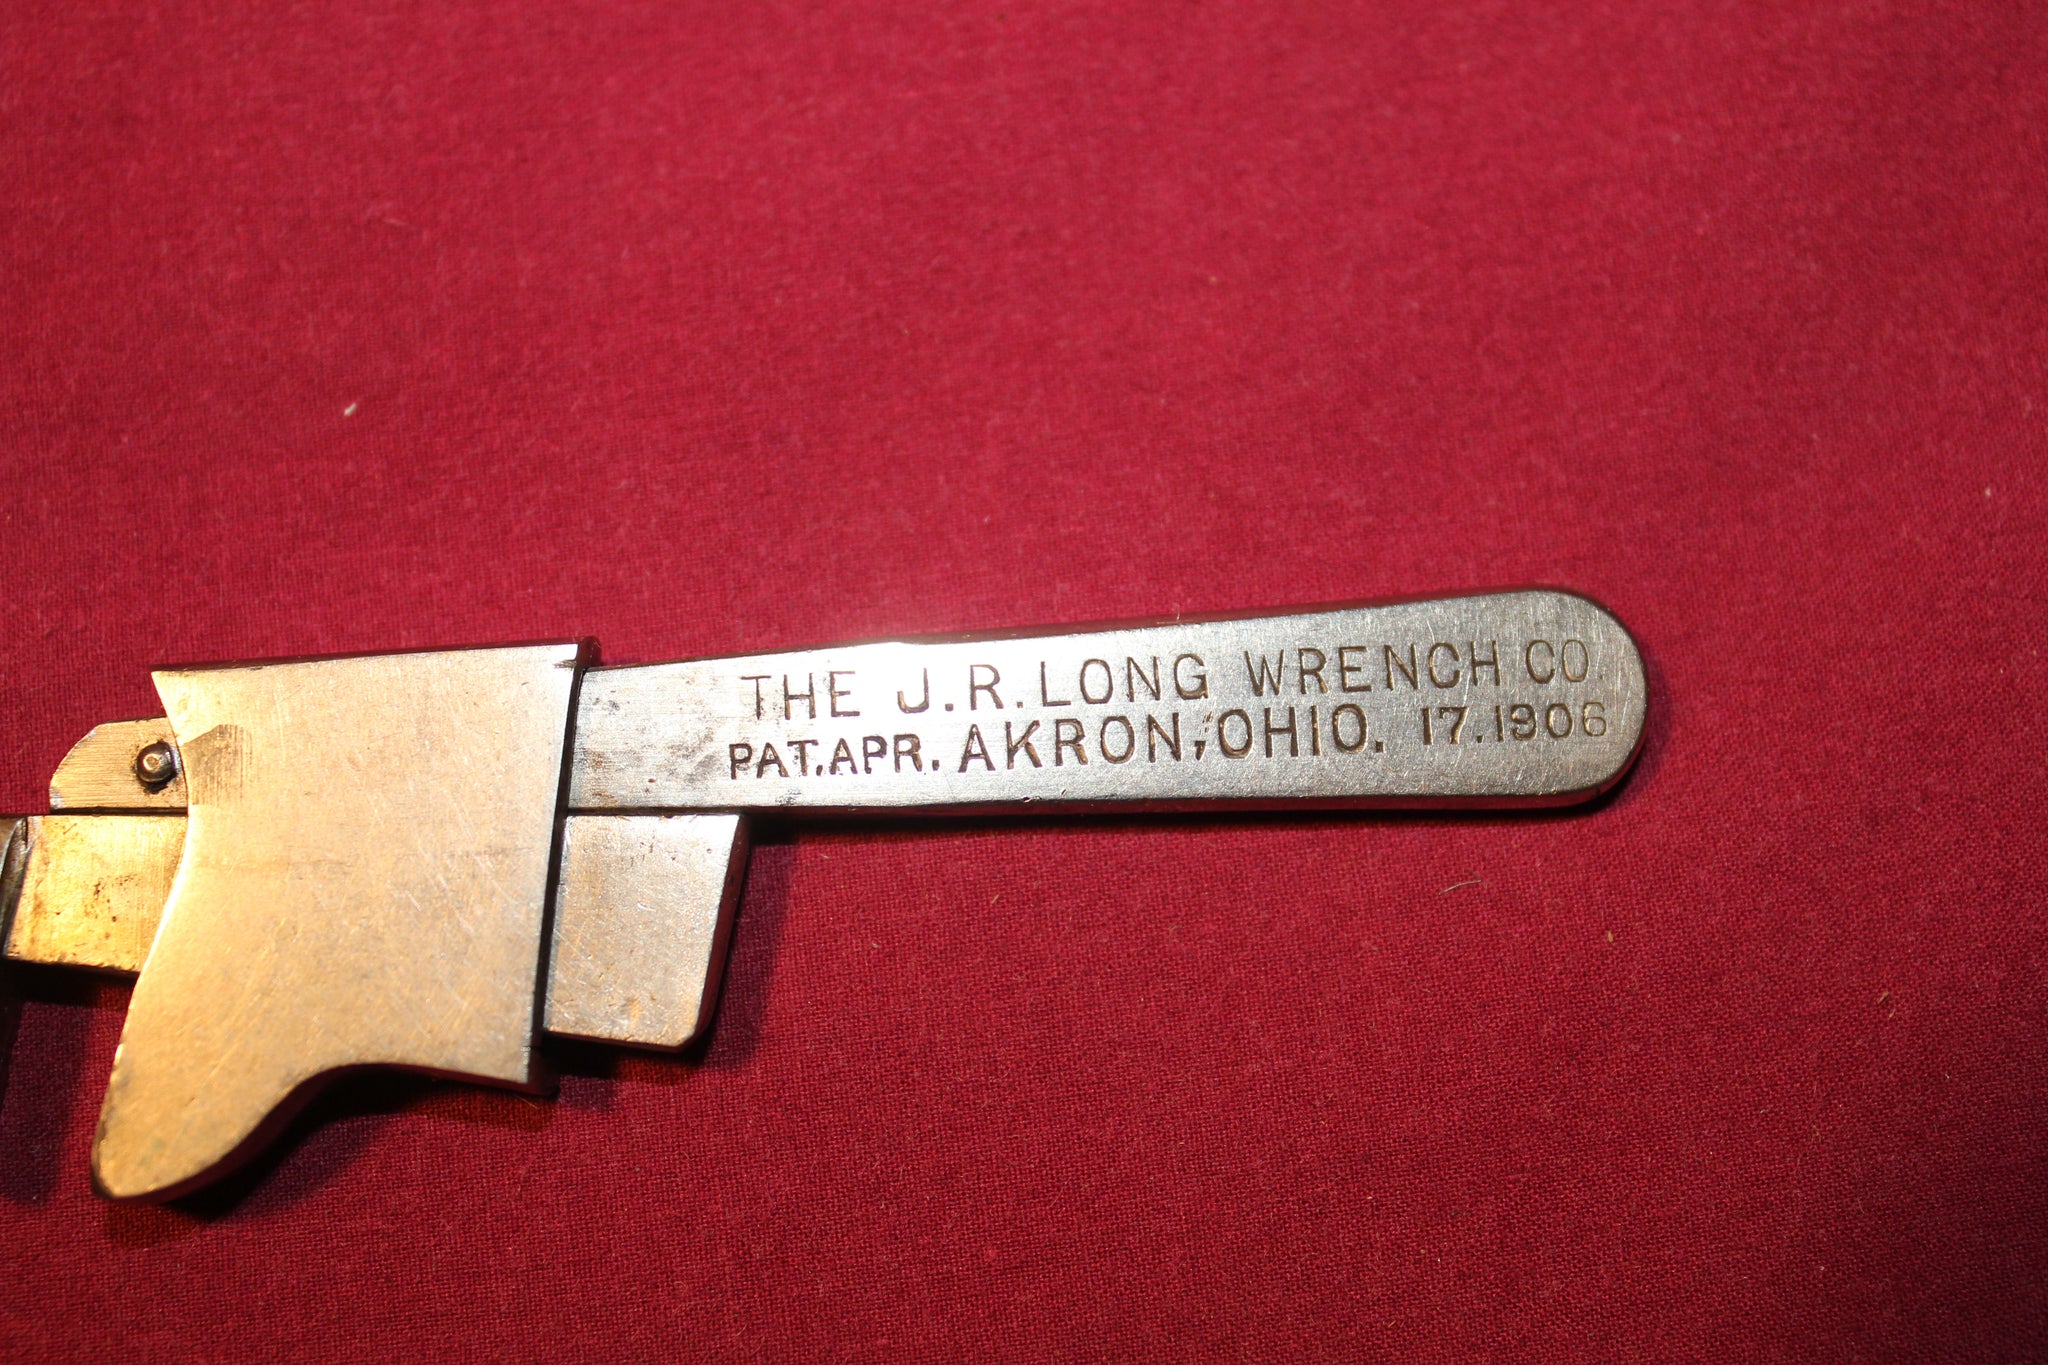 THE J.R. LONG WRENCH CO.
PAT. APR. AKRON, OHIO. 17. 1906